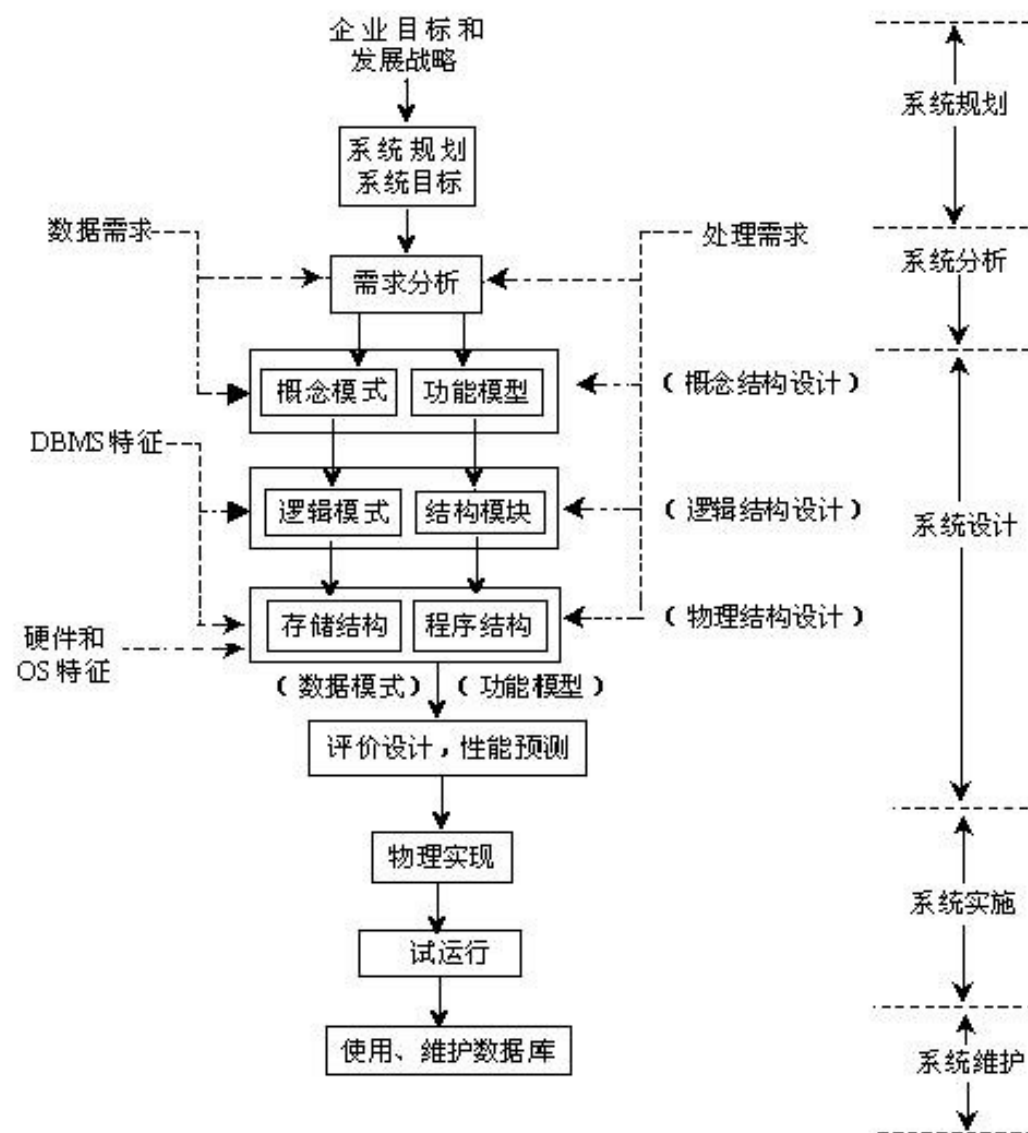 企业目标和
发展战略
系统规划
系统规划
系统目标
数据需求
处理需求
系统分析
需求分析
概念模式
功能模型
(概念结构设计)
DBMS特征
逻辑模式
结构模块
(逻辑结构设计)
系统设计
存储结构
程序结构
(物理结构设计)
硬件和
OS特征
(数据模式)
(功能模型)
评价设计,性能预测
物理实现
系统实施
试运行
使用、维护数据库
系统维护